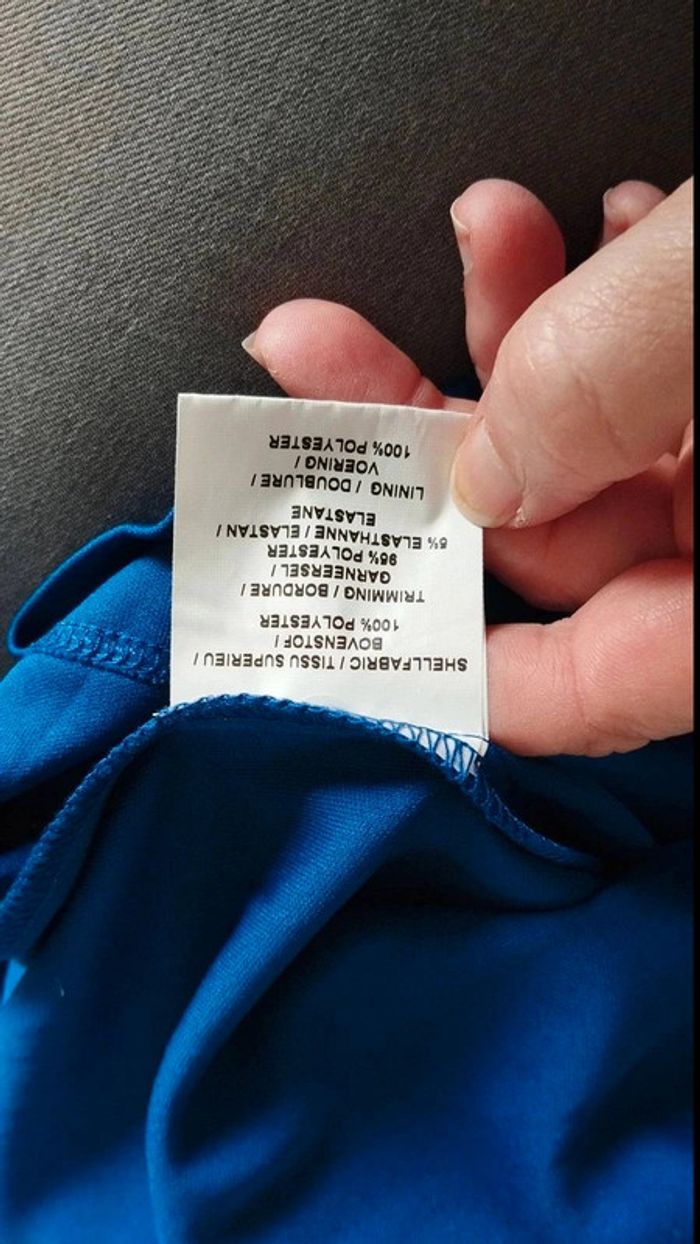 SHELLFABRIC / TISSU SUPERIEU /
BOVENSTOF /
100% POLYESTER
TRIMMING / BORDURE /
GARNEERSEL /
95% POLYESTER
5% ELASTHANNE / ELASTAN /
ELASTANE
LINING / DOUBLURE /
VOERING /
100% POLYESTER